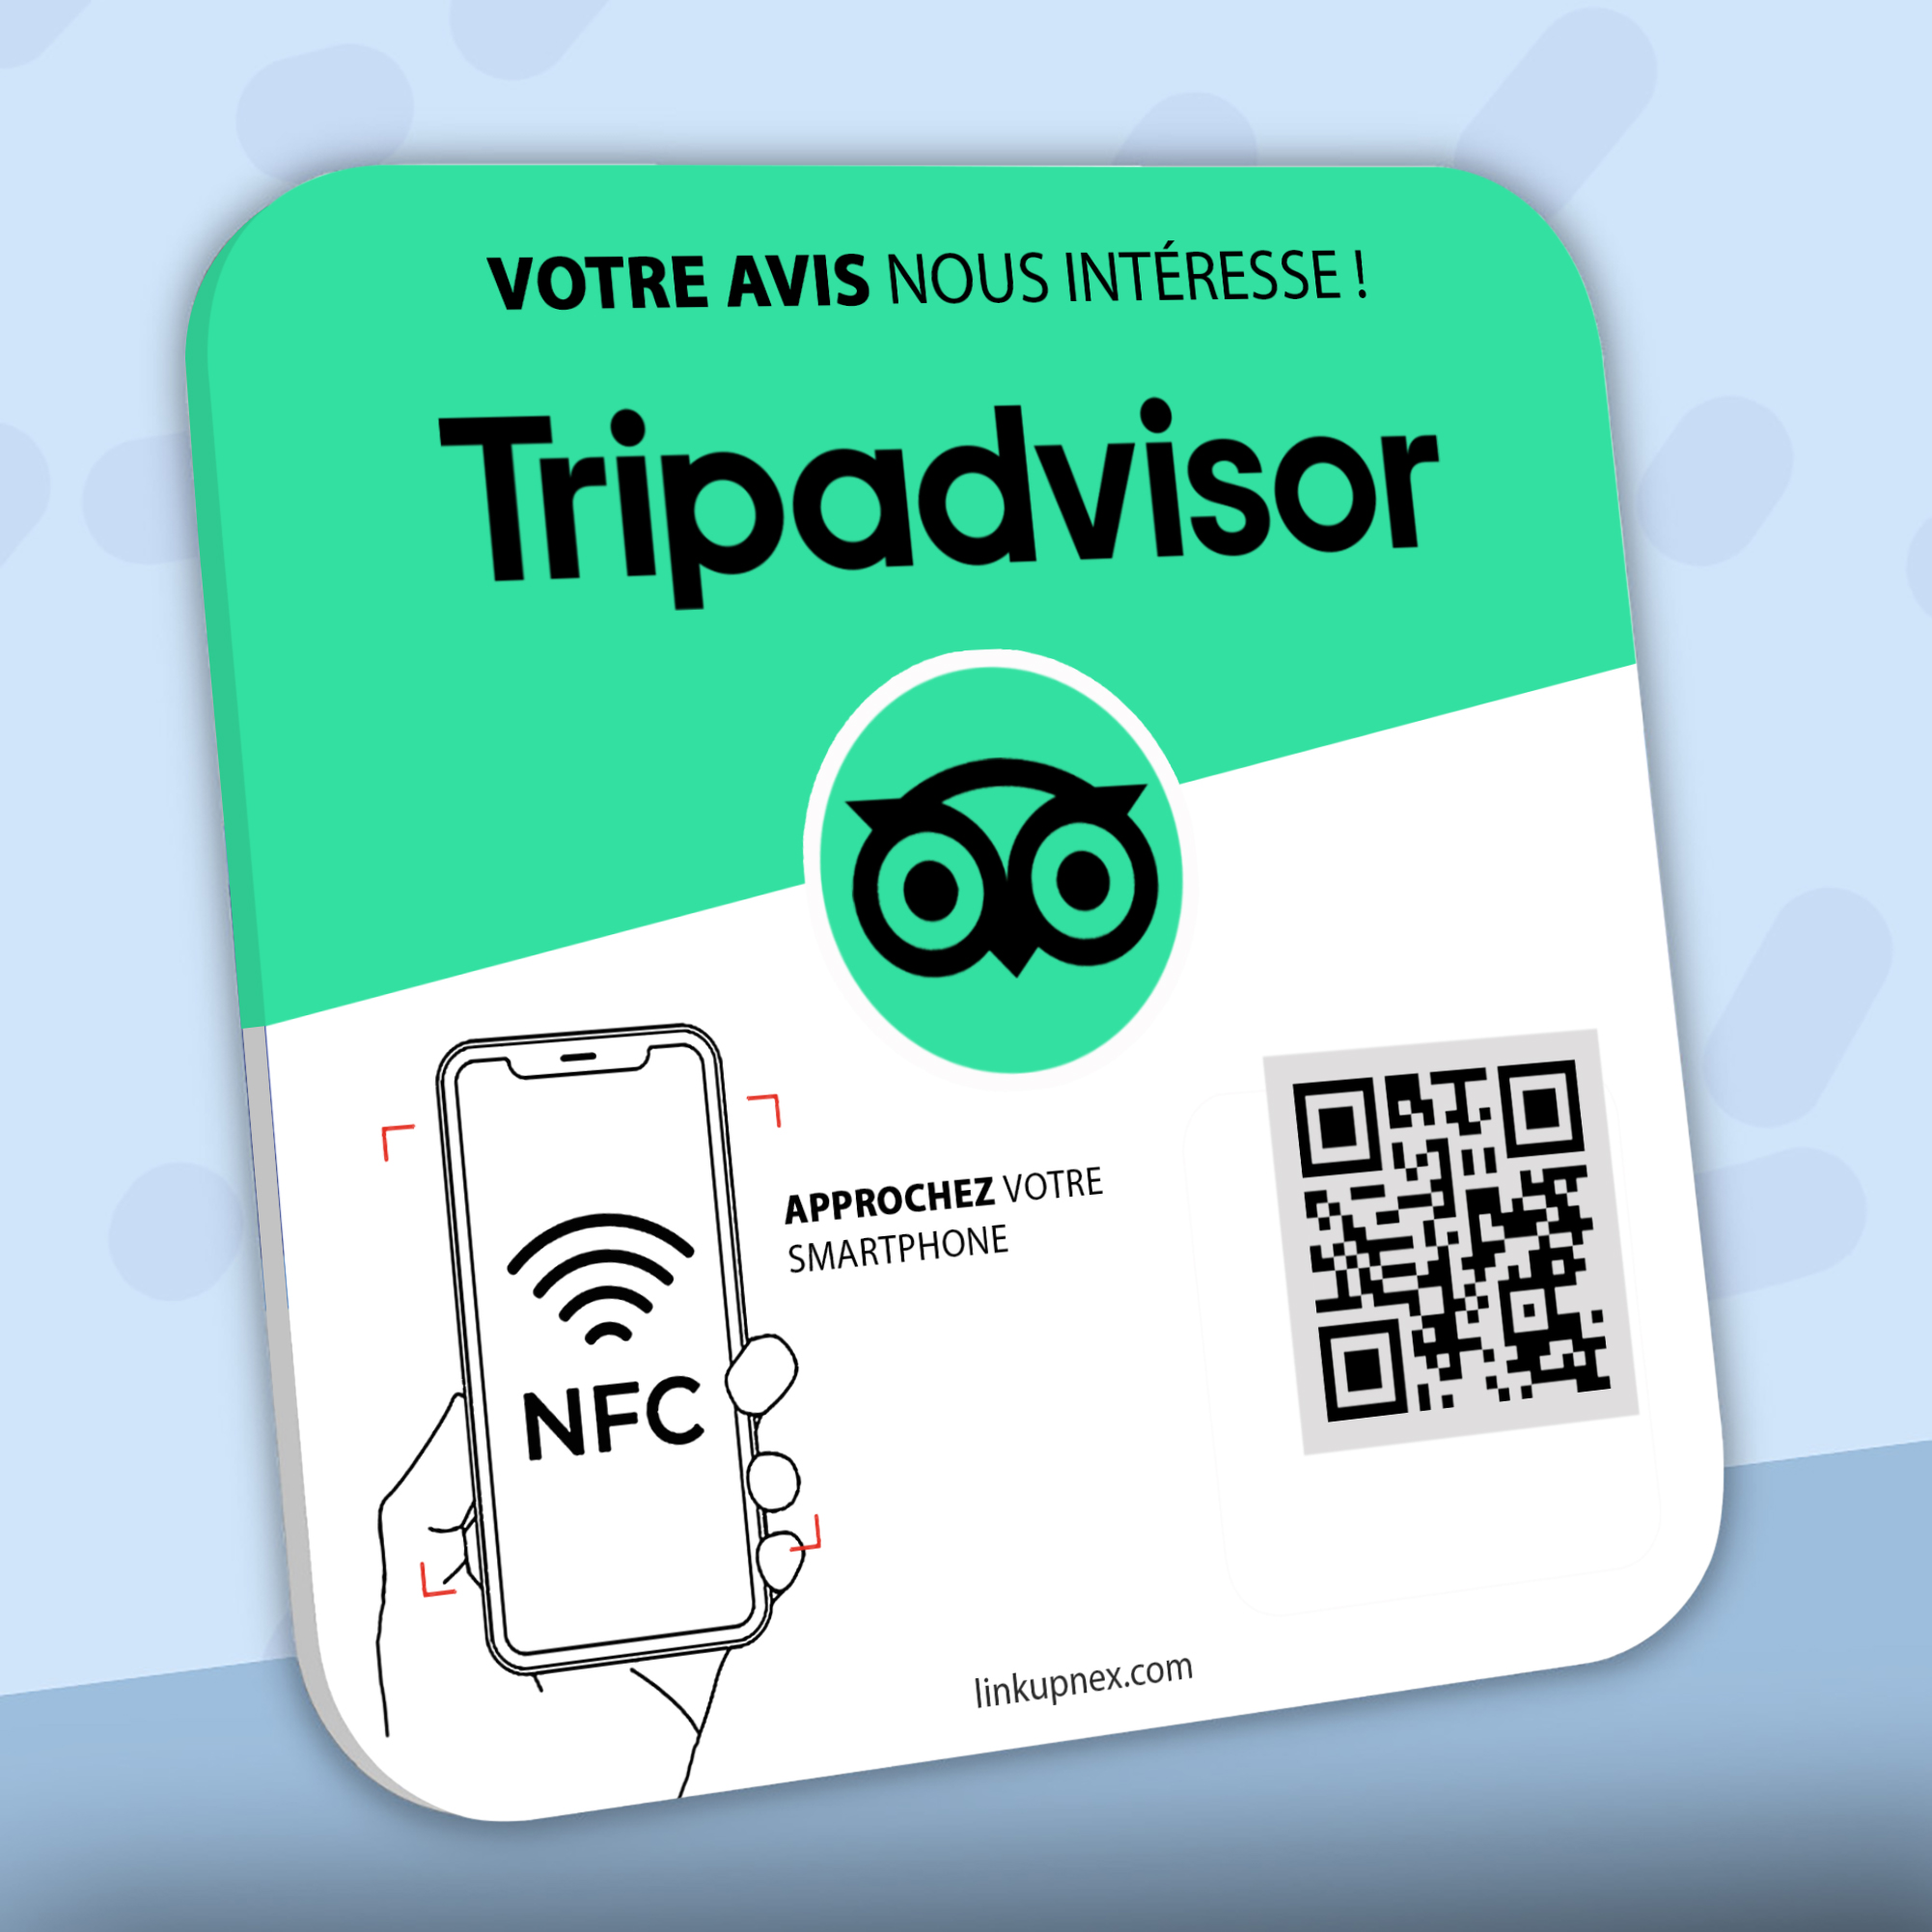 VOTRE AVIS NOUS INTÉRESSE !
Tripadvisor
APPROCHEZ VOTRE
SMARTPHONE
NFC
linkupnex.com